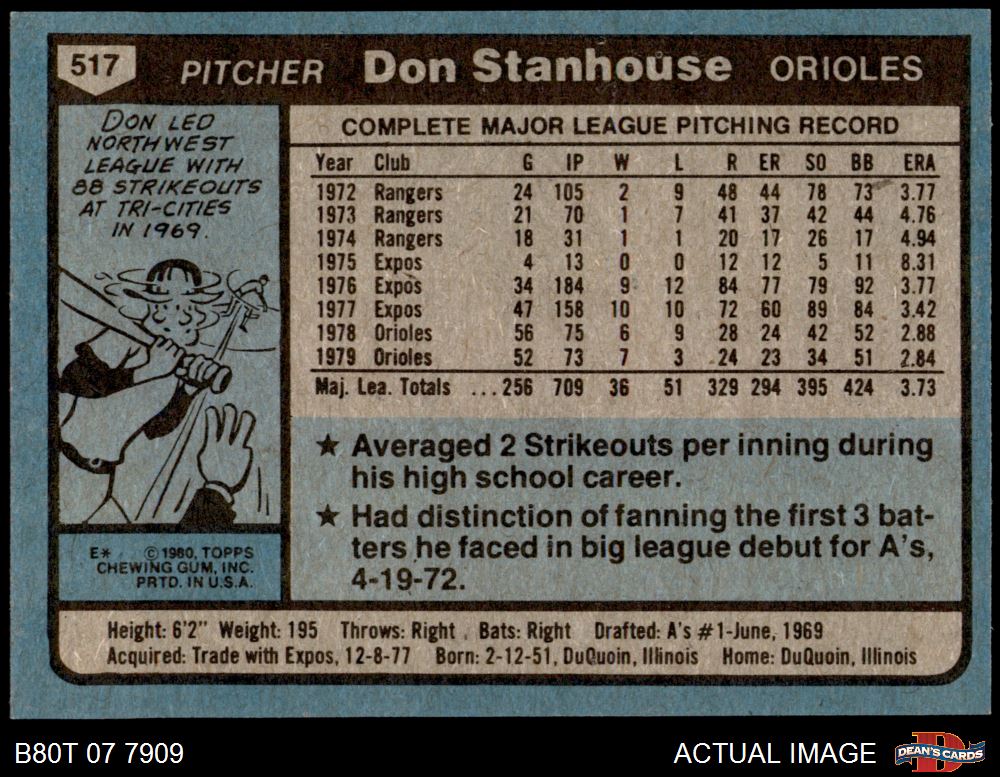 517 PITCHER Don Stanhouse ORIOLES
DON LED
NORTHWEST
LEAGUE WITH
88 STRIKEOUTS
AT TRI-CITIES
IN 1969.
E* ©1980, TOPPS
CHEWING GUM, INC.
PRTD. IN U.S.A.
COMPLETE MAJOR LEAGUE PITCHING RECORD
Year Club G IP W L R ER SO BB ERA
1972 Rangers 24 105 2 9 48 44 78 73 3.77
1973 Rangers 21 70 1 7 41 37 42 44 4.76
1974 Rangers 18 31 1 1 20 17 26 17 4.94
1975 Expos 4 13 0 0 12 12 5 11 8.31
1976 Expos 34 184 9 12 84 77 79 92 3.77
1977 Expos 47 158 10 10 72 60 89 84 3.42
1978 Orioles 56 75 6 9 28 24 42 52 2.88
1979 Orioles 52 73 7 3 24 23 34 51 2.84
Maj. Lea. Totals ...256 709 36 51 329 294 395 424 3.73
★ Averaged 2 Strikeouts per inning during
his high school career.
★ Had distinction of fanning the first 3 bat-
ters he faced in big league debut for A's,
4-19-72.
Height: 6'2" Weight: 195 Throws: Right Bats: Right Drafted: A's #1-June, 1969
Acquired: Trade with Expos, 12-8-77 Born: 2-12-51, DuQuoin, Illinois Home: DuQuoin, Illinois
B80T 07 7909 ACTUAL IMAGE DEAN'S CARDS